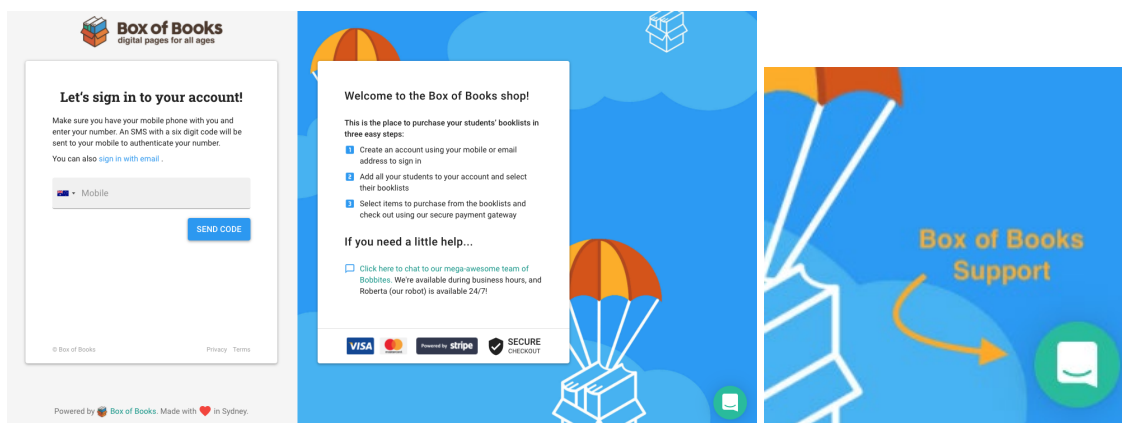 Box of Books
digital pages for all ages
Let's sign in to your account!
Make sure you have your mobile phone with you and
enter your number. An SMS with a six digit code will be
sent to your mobile to authenticate your number.
You can also sign in with email .
Mobile
SEND CODE
© Box of Books
Privacy Terms
Powered by Box of Books. Made with ❤ in Sydney.
Welcome to the Box of Books shop!
This is the place to purchase your students' booklists in
three easy steps:
1 Create an account using your mobile or email
address to sign in
2 Add all your students to your account and select
their booklists
3 Select items to purchase from the booklists and
check out using our secure payment gateway
If you need a little help...
Click here to chat to our mega-awesome team of
Bobbites. We're available during business hours, and
Roberta (our robot) is available 24/7!
VISA
Powered by stripe
SECURE
CHECKOUT
Box of Books
Support